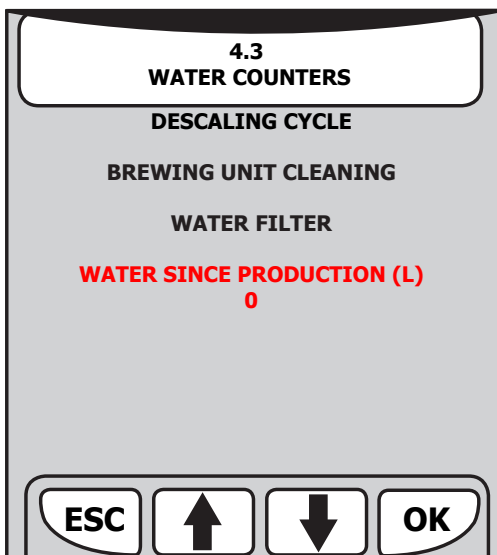 4.3
WATER COUNTERS
DESCALING CYCLE
BREWING UNIT CLEANING
WATER FILTER
WATER SINCE PRODUCTION (L)
0
ESC
OK